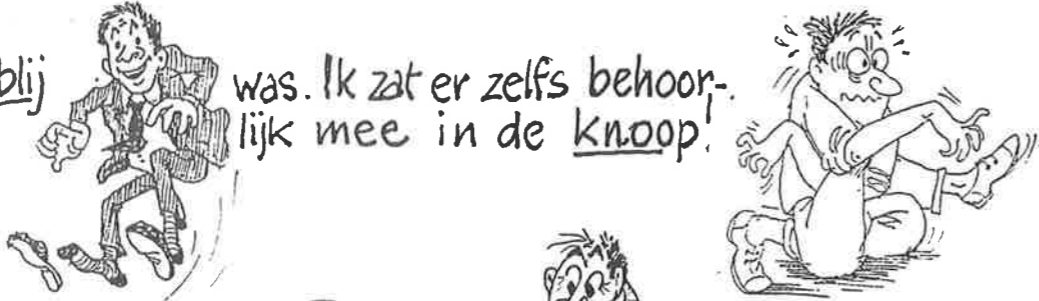 blij was. Ik zat er zelfs behoor-
lijk mee in de knoop!